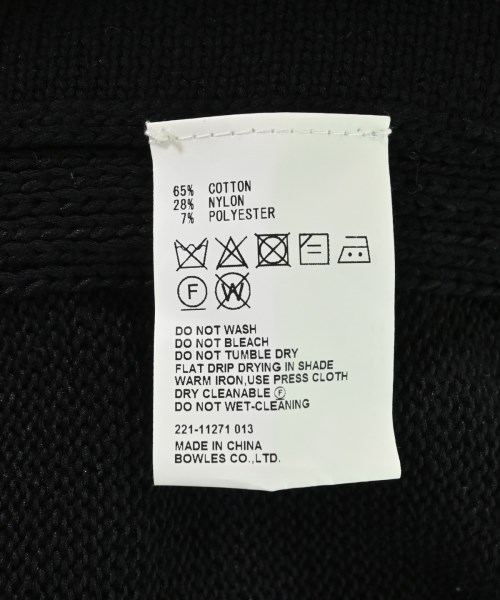 65% COTTON
28% NYLON
7% POLYESTER
F W
DO NOT WASH
DO NOT BLEACH
DO NOT TUMBLE DRY
FLAT DRIP DRYING IN SHADE
WARM IRON,USE PRESS CLOTH
DRY CLEANABLE Ⓕ
DO NOT WET-CLEANING
221-11271 013
MADE IN CHINA
BOWLES CO.,LTD.